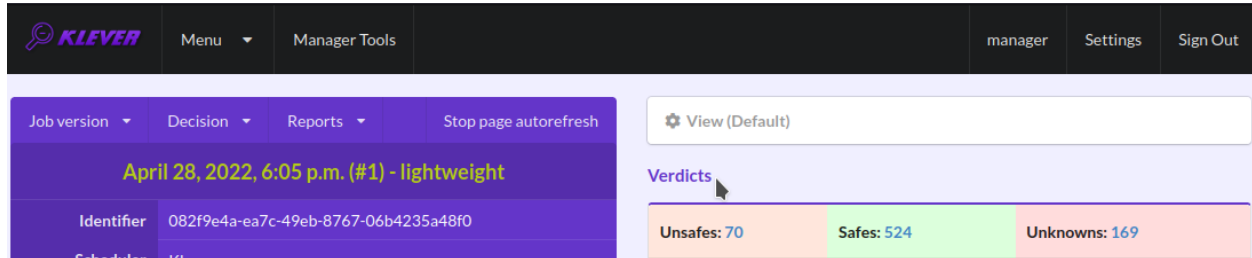 KLEVER Menu Manager Tools manager Settings Sign Out
Job version Decision Reports Stop page autorefresh
View (Default)
April 28, 2022, 6:05 p.m. (#1) - lightweight
Verdicts
Identifier 082f9e4a-ea7c-49eb-8767-06b4235a48f0
Unsafes: 70 Safes: 524 Unknowns: 169